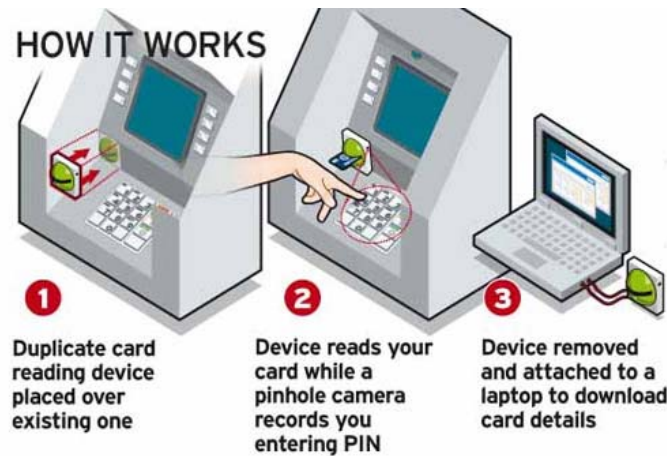 HOW IT WORKS
1
Duplicate card
reading device
placed over
existing one
2
Device reads your
card while a
pinhole camera
records you
entering PIN
3
Device removed
and attached to a
laptop to download
card details